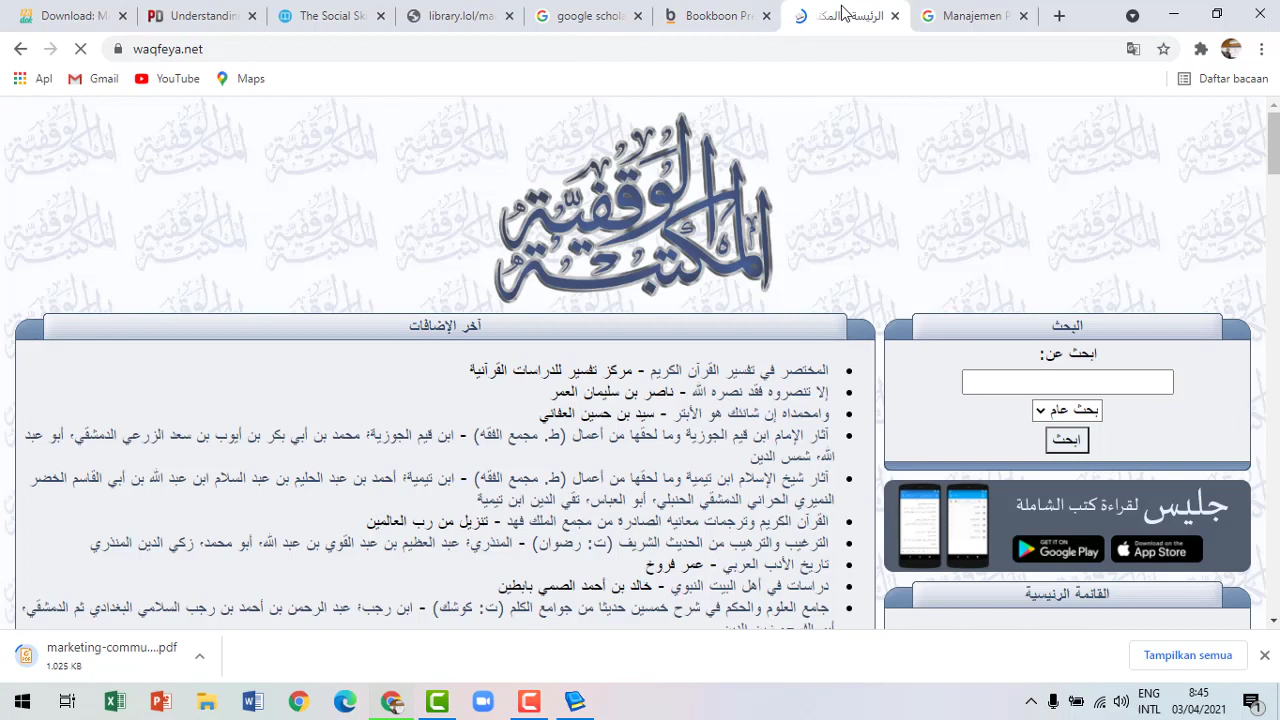 Download: M
Understandin
The Social Ski
library.lol/ma
google schola
Bookboon Pre
الرئيسة - المكت
Manajemen P
waqfeya.net
Apl
Gmail
YouTube
Maps
Daftar bacaan
المكتبة الوقفية
آخر الإضافات
المختصر في تفسير القرآن الكريم - مركز تفسير للدراسات القرآنية
إلا تنصروه فقد نصره الله - ناصر بن سليمان العمر
وامحمداه إن شانئك هو الأبتر - سيد بن حسين العفاني
آثار الإمام ابن قيم الجوزية وما لحقها من أعمال (ط. مجمع الفقه) - ابن قيم الجوزية؛ محمد بن أبي بكر بن أيوب بن سعد الزرعي الدمشقي، أبو عبد
الله، شمس الدين
آثار شيخ الإسلام ابن تيمية وما لحقها من أعمال (ط. مجمع الفقه) - ابن تيمية؛ أحمد بن عبد الحليم بن عبد السلام ابن عبد الله بن أبي القاسم الخضر
النميري الحراني الدمشقي الحنبلي، أبو العباس، تقي الدين ابن تيمية
القرآن الكريم وترجمات معانيه الصادره من مجمع الملك فهد - تنزيل من رب العالمين
الترغيب والترهيب من الحديث الشريف (ت: رضوان) - المنذري؛ عبد العظيم بن عبد القوي بن عبد الله، أبو محمد، زكي الدين المنذري
تاريخ الأدب العربي - عمر فروخ
دراسات في أهل البيت النبوي - خالد بن أحمد الصمي بابطين
جامع العلوم والحكم في شرح خمسين حديثا من جوامع الكلم (ت: كوشك) - ابن رجب؛ عبد الرحمن بن أحمد بن رجب السلامي البغدادي ثم الدمشقي،
البحث
ابحث عن:
بحث عام
ابحث
جليس لقراءة كتب الشاملة
GET IT ON
Google Play
Download on the
App Store
القائمة الرئيسية
marketing-commu....pdf
1.025 KB
Tampilkan semua
ENG
INTL
8:45
03/04/2021
1